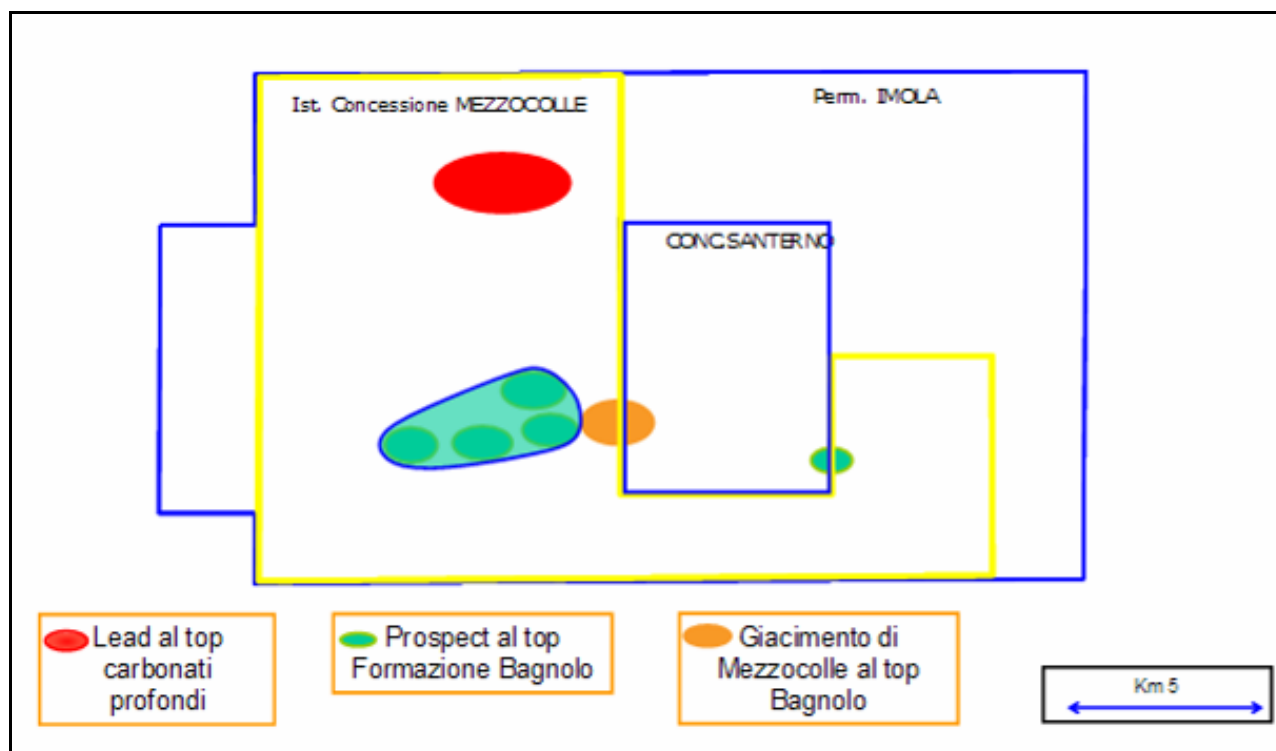 Ist. Concessione MEZZOCOLLE
Perm. IMOLA
CONC.SANTERNO
Lead al top
carbonati
profondi
Prospect al top
Formazione Bagnolo
Giacimento di
Mezzocolle al top
Bagnolo
Km 5